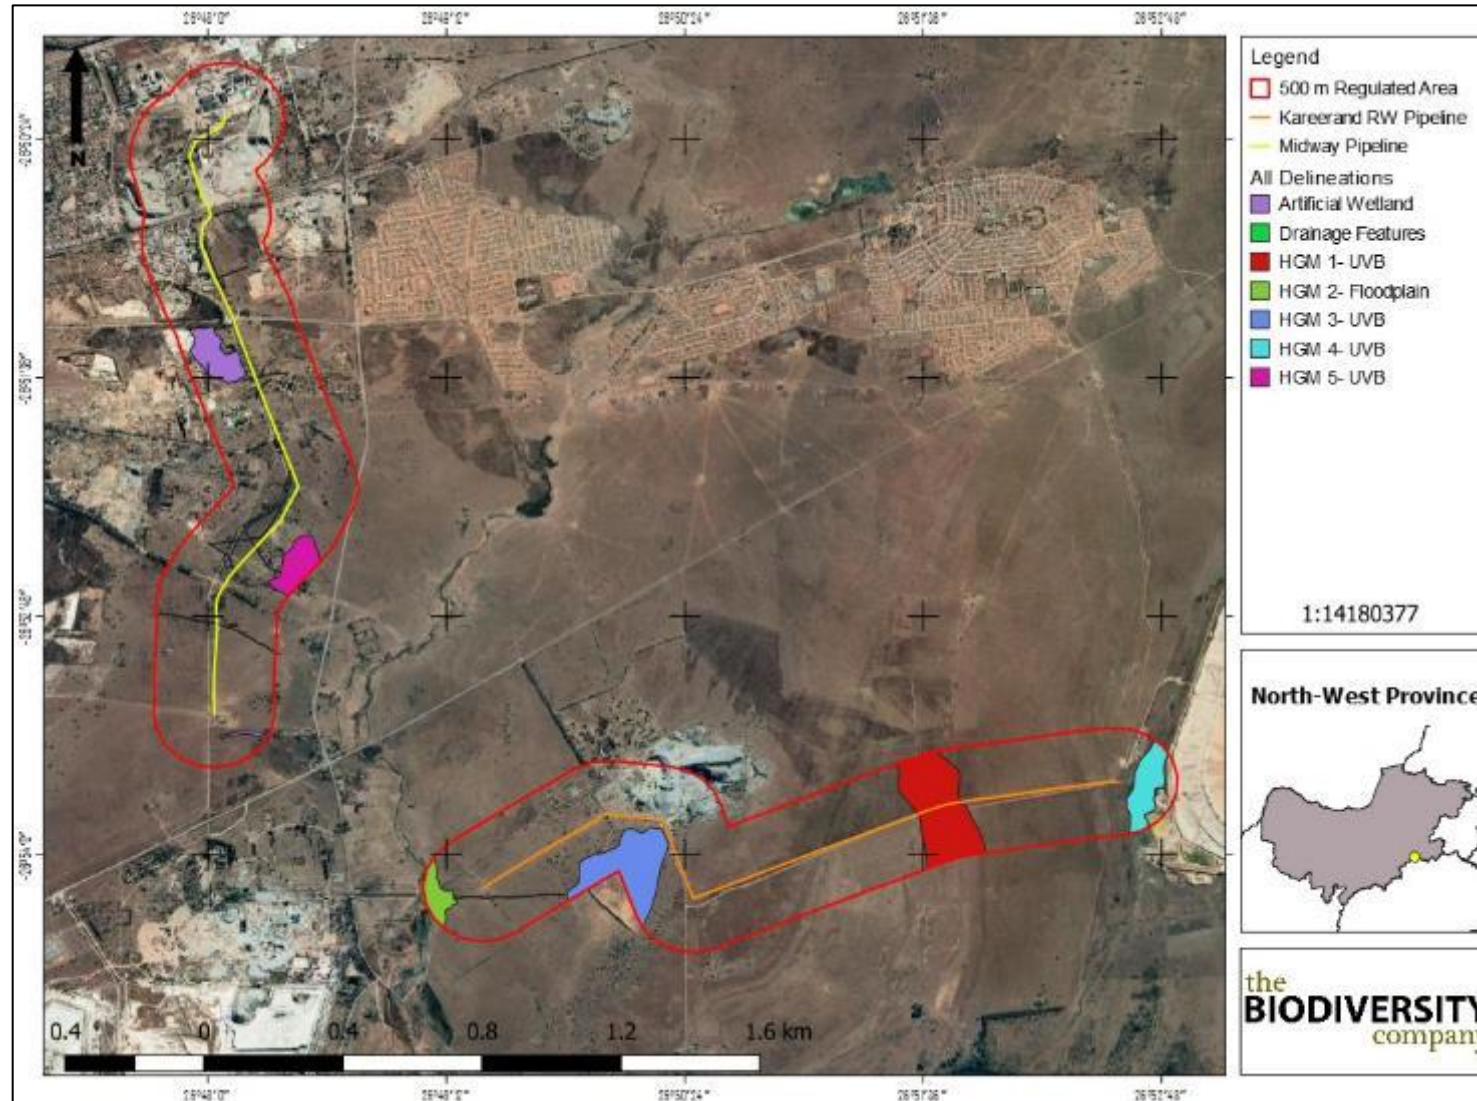 Legend
500 m Regulated Area
Kareerand RW Pipeline
Midway Pipeline
All Delineations
Artificial Wetland
Drainage Features
HGM 1- UVB
HGM 2- Floodplain
HGM 3- UVB
HGM 4- UVB
HGM 5- UVB
1:14180377
North-West Province
the
BIODIVERSITY
company
N
0.4 0 0.4 0.8 1.2 1.6 km